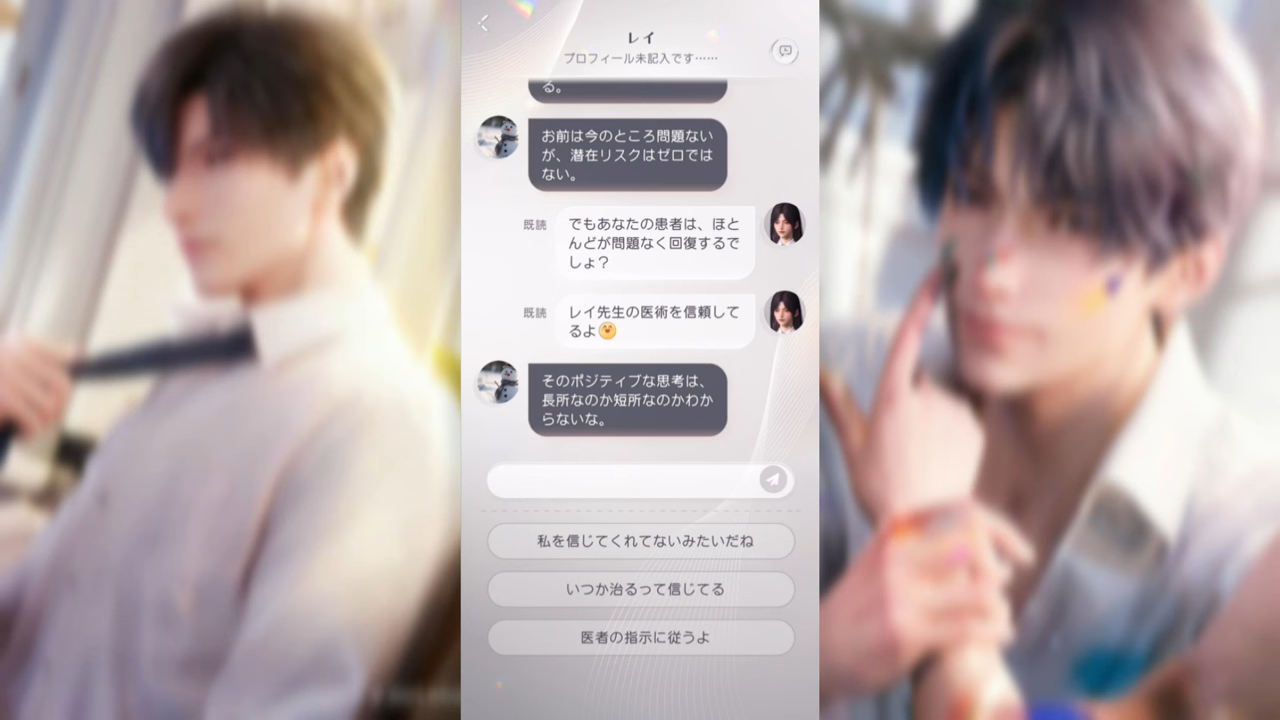 レイ
プロフィール未記入です……
る。
お前は今のところ問題ない
が、潜在リスクはゼロでは
ない。
既読
でもあなたの患者は、ほと
んどが問題なく回復するで
しょ？
既読
レイ先生の医術を信頼して
るよ😄
そのポジティブな思考は、
長所なのか短所なのかわか
らないな。
私を信じてくれてないみたいだね
いつか治るって信じてる
医者の指示に従うよ